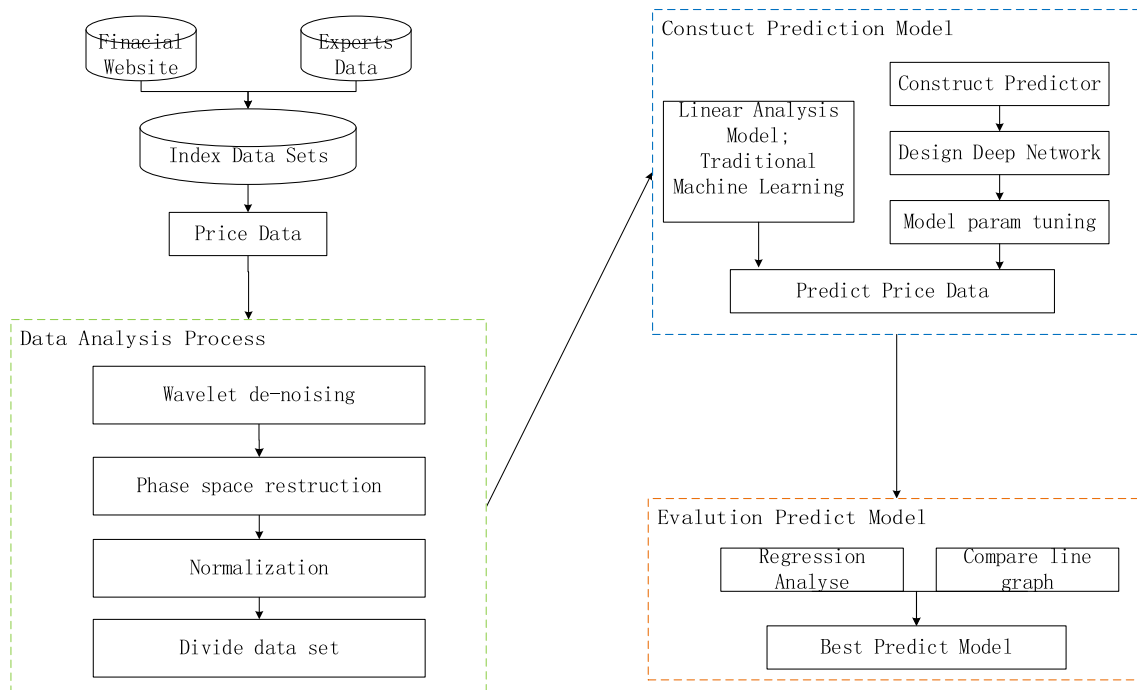 Finacial
Website
Experts
Data
Index Data Sets
Price Data
Data Analysis Process
Wavelet de-noising
Phase space restruction
Normalization
Divide data set
Constuct Prediction Model
Linear Analysis
Model;
Traditional
Machine Learning
Construct Predictor
Design Deep Network
Model param tuning
Predict Price Data
Evalution Predict Model
Regression
Analyse
Compare line
graph
Best Predict Model